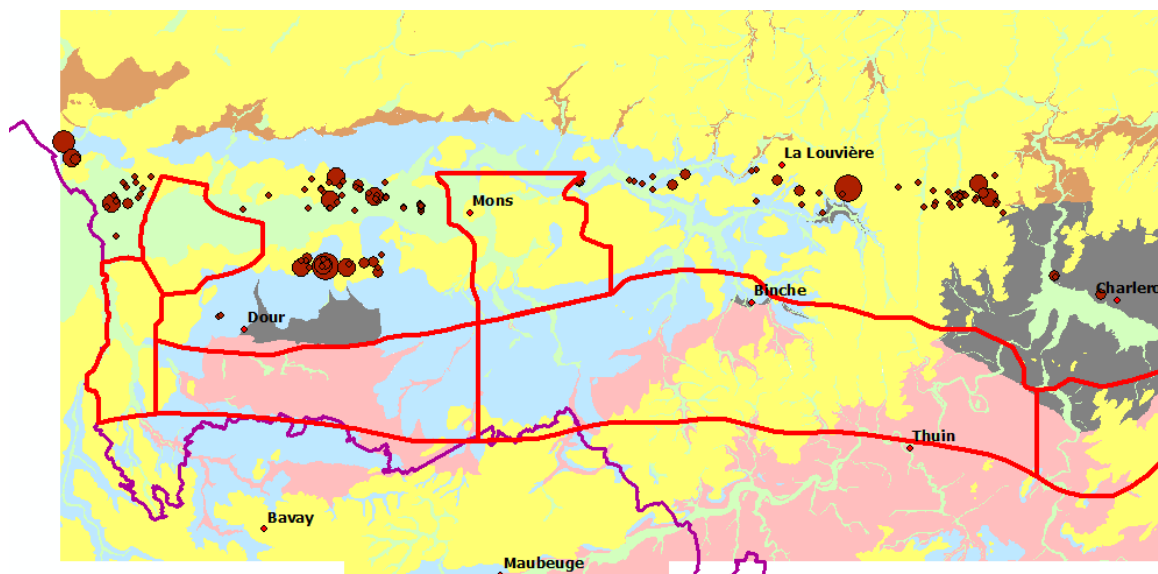 La Louvière
Mons
Binche
Charlero
Dour
Thuin
Bavay
Maubeuge